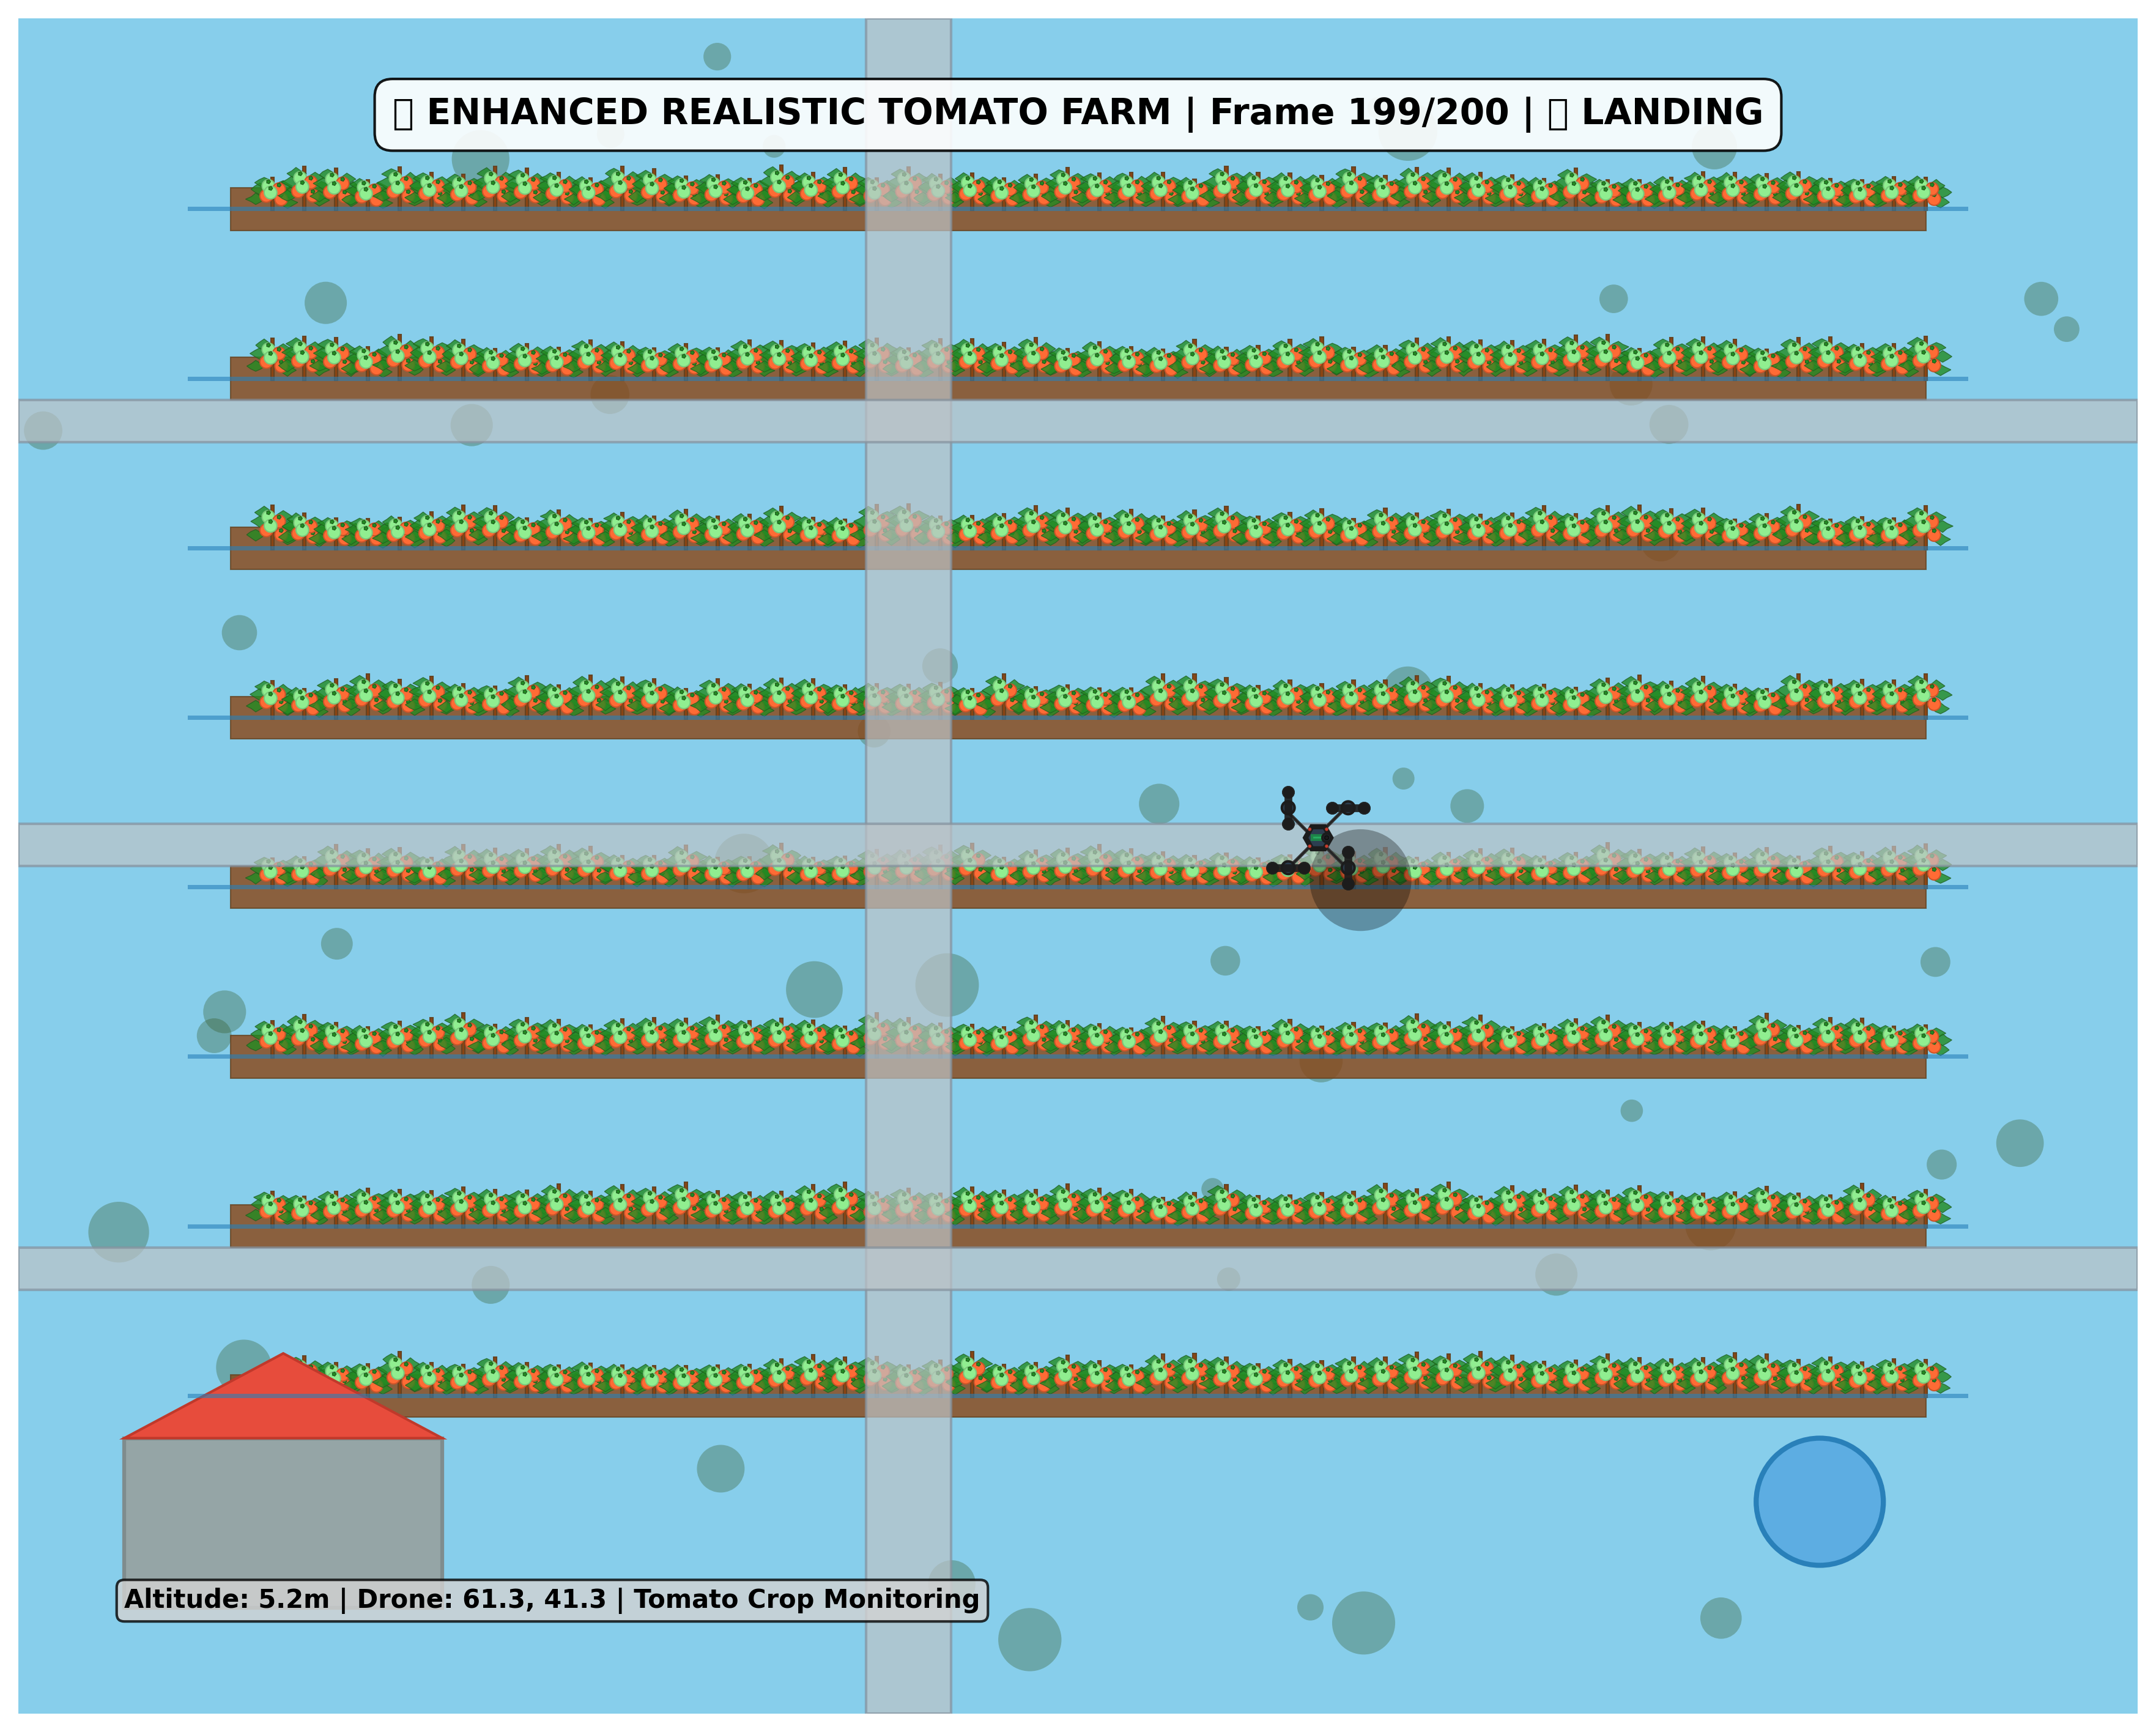 ▯ ENHANCED REALISTIC TOMATO FARM | Frame 199/200 | ▯ LANDING
Altitude: 5.2m | Drone: 61.3, 41.3 | Tomato Crop Monitoring